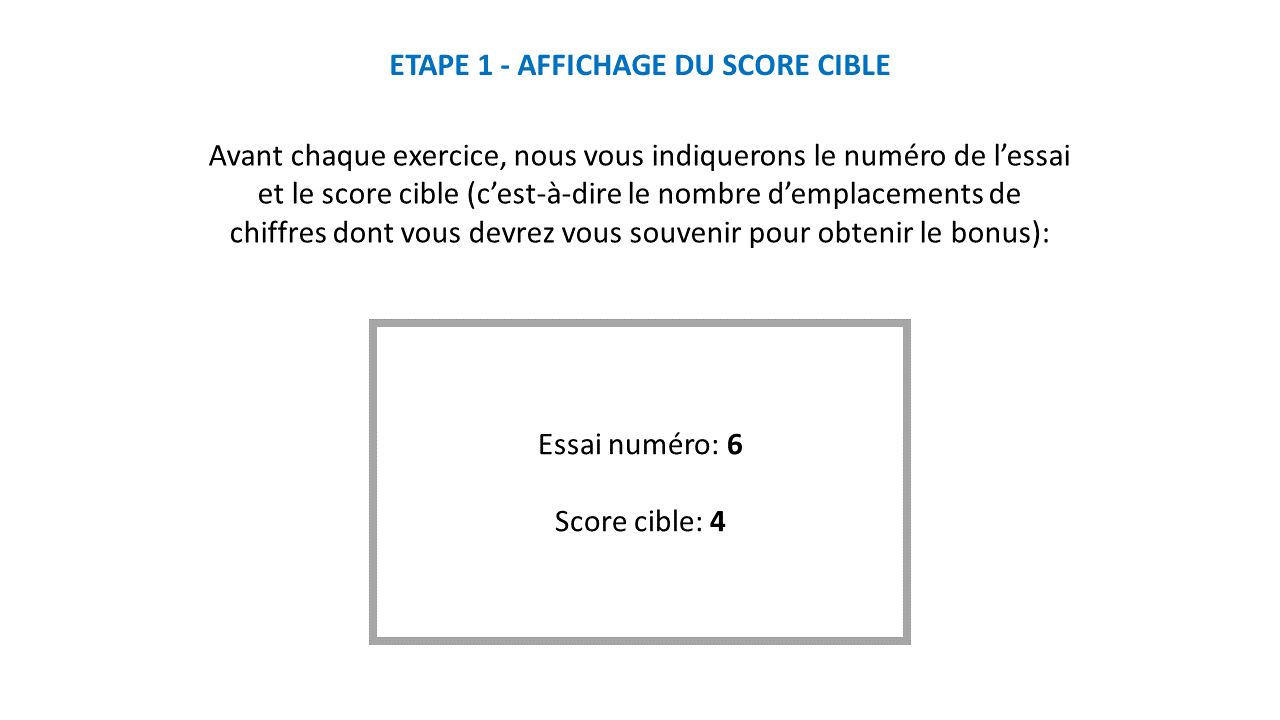 ETAPE 1 - AFFICHAGE DU SCORE CIBLE
Avant chaque exercice, nous vous indiquerons le numéro de l’essai
et le score cible (c’est-à-dire le nombre d’emplacements de
chiffres dont vous devrez vous souvenir pour obtenir le bonus):
Essai numéro: 6
Score cible: 4